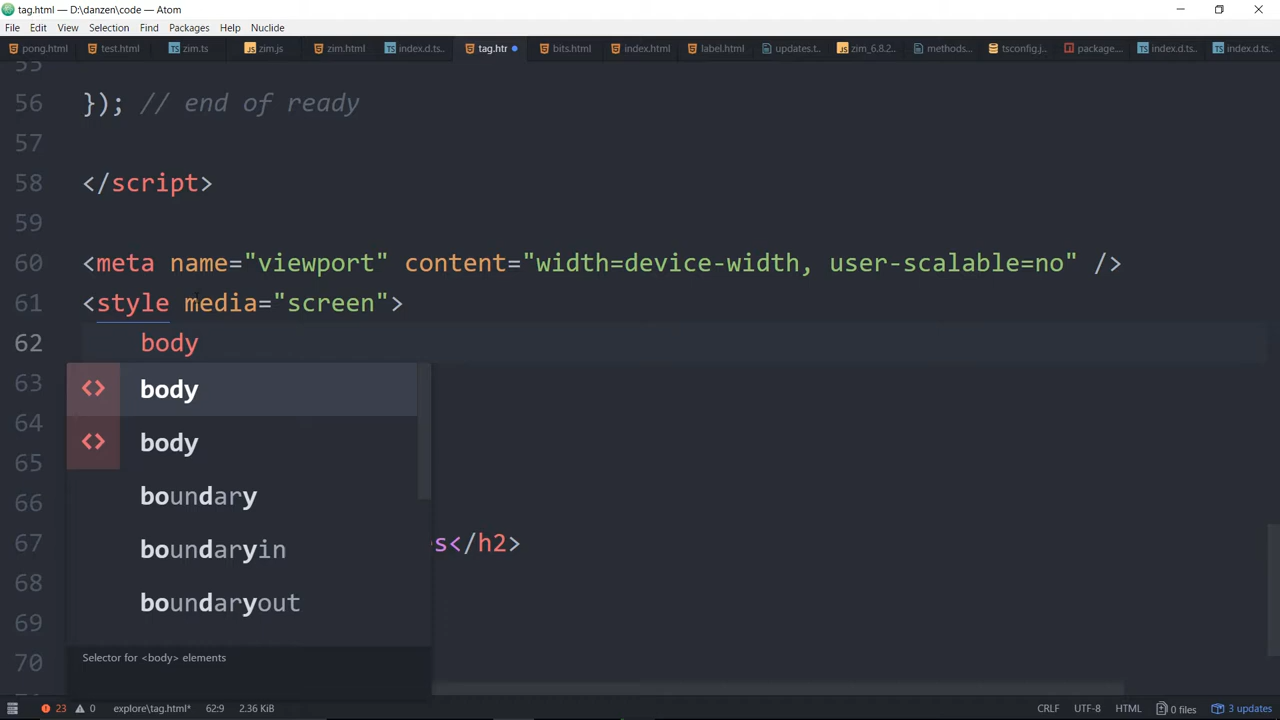 tag.html — D:\danzen\code — Atom
File Edit View Selection Find Packages Help Nuclide
pong.html test.html zim.ts zim.js zim.html index.d.ts.. tag.htr bits.html index.html label.html updates.t.. zim_6.8.2.. methods... tsconfig.j.. package... index.d.ts.. index.d.ts..
55
56 }); // end of ready
57
58 </script>
59
60 <meta name="viewport" content="width=device-width, user-scalable=no" />
61 <style media="screen">
62 body
63 <> body
64 <> body
65
66 boundary
67 boundaryin s</h2>
68
69 boundaryout
70
Selector for <body> elements
23 0 explore\tag.html* 62:9 2.36 KiB CRLF UTF-8 HTML 0 files 3 updates